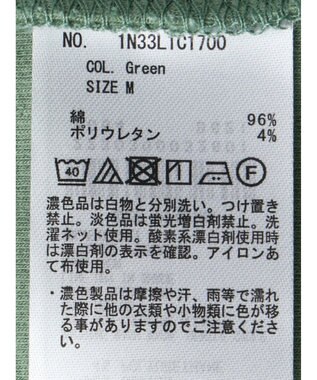 NO. 1N33L1C1700
COL. Green
SIZE M
綿 96%
ポリウレタン 4%
40
F
濃色品は白物と分別洗い。つけ置き
禁止。淡色品は蛍光増白剤禁止。洗
濯ネット使用。酸素系漂白剤使用時
は漂白剤の表示を確認。アイロンあ
て布使用。
・濃色製品は摩擦や汗、雨等で濡れ
た際に他の衣類や小物類に色が移
る事がありますのでご注意ください。